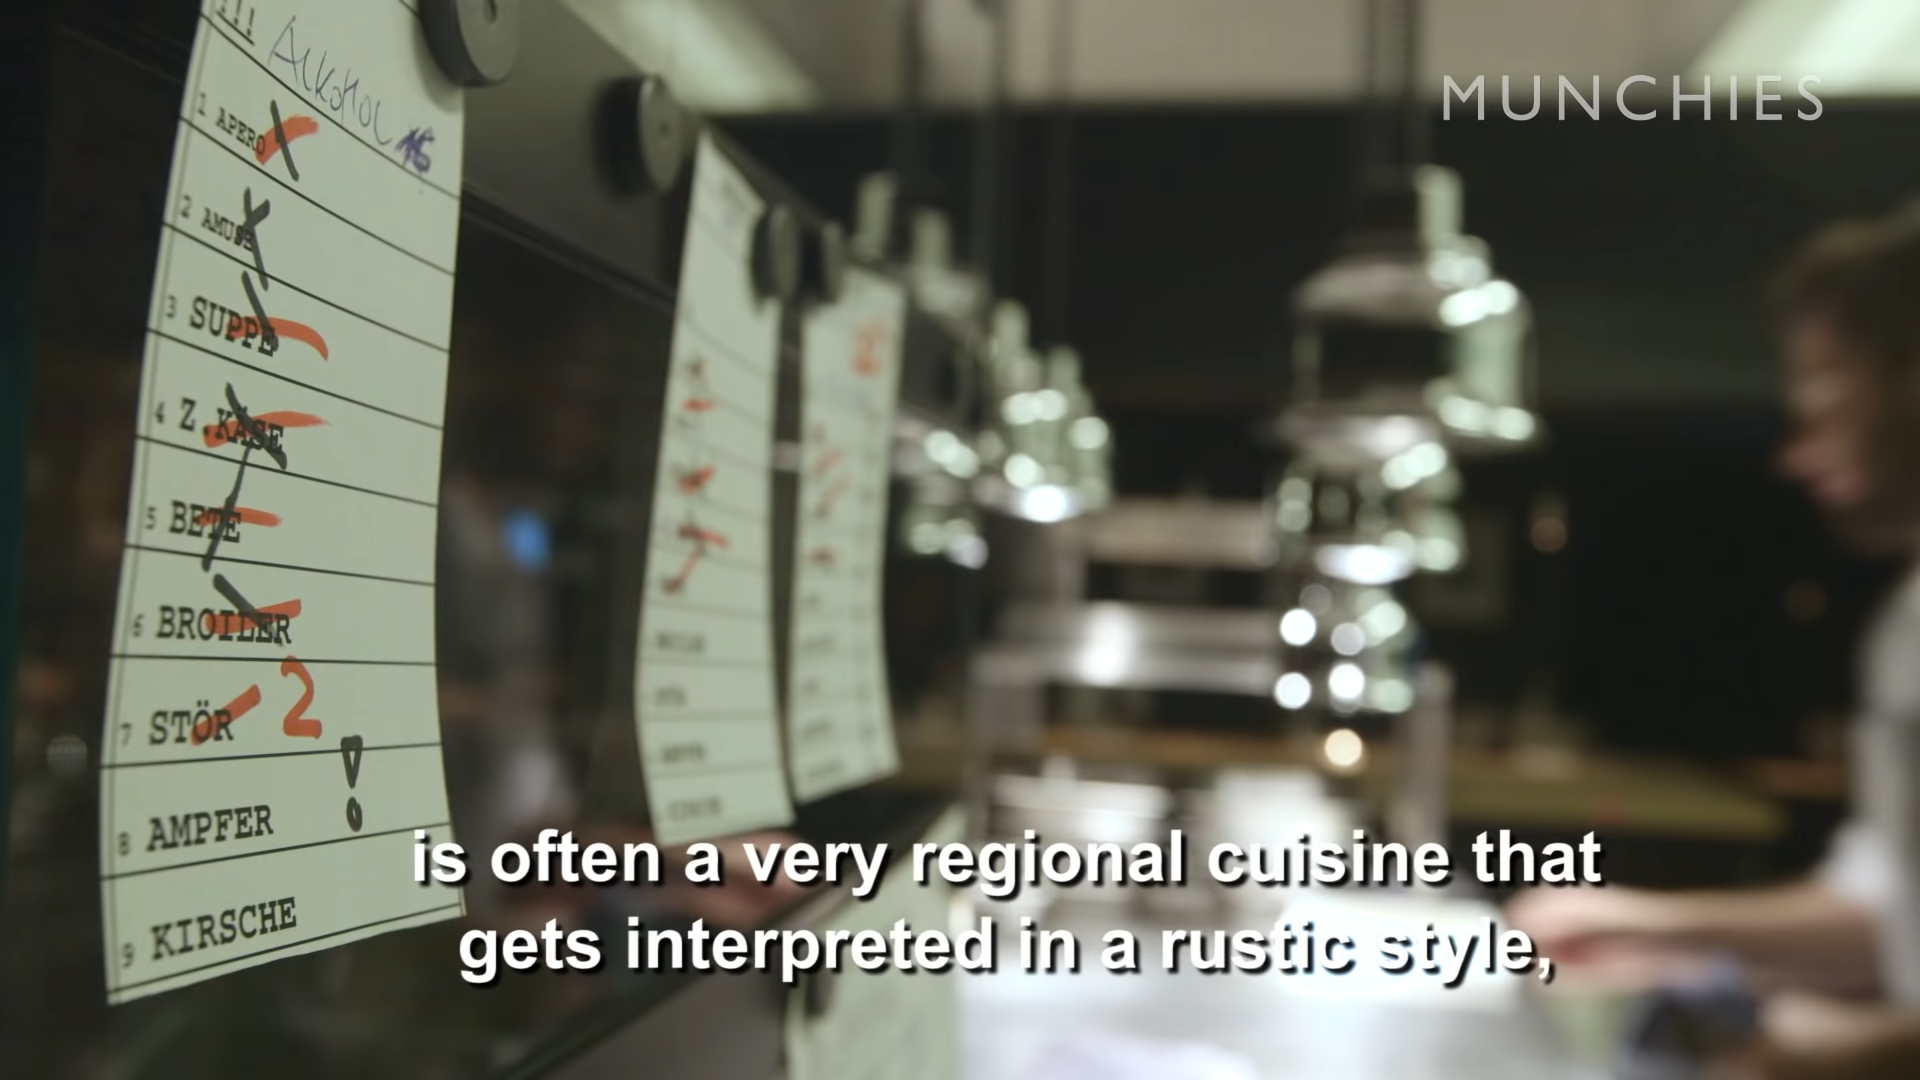 MUNCHIES
!!! ALKOHOL
1 APERO
2 AMUSE
3 SUPPE
4 Z.KÄSE
5 BETE
6 BROILER
7 STÖR 2
8 AMPFER !
9 KIRSCHE
is often a very regional cuisine that
gets interpreted in a rustic style,